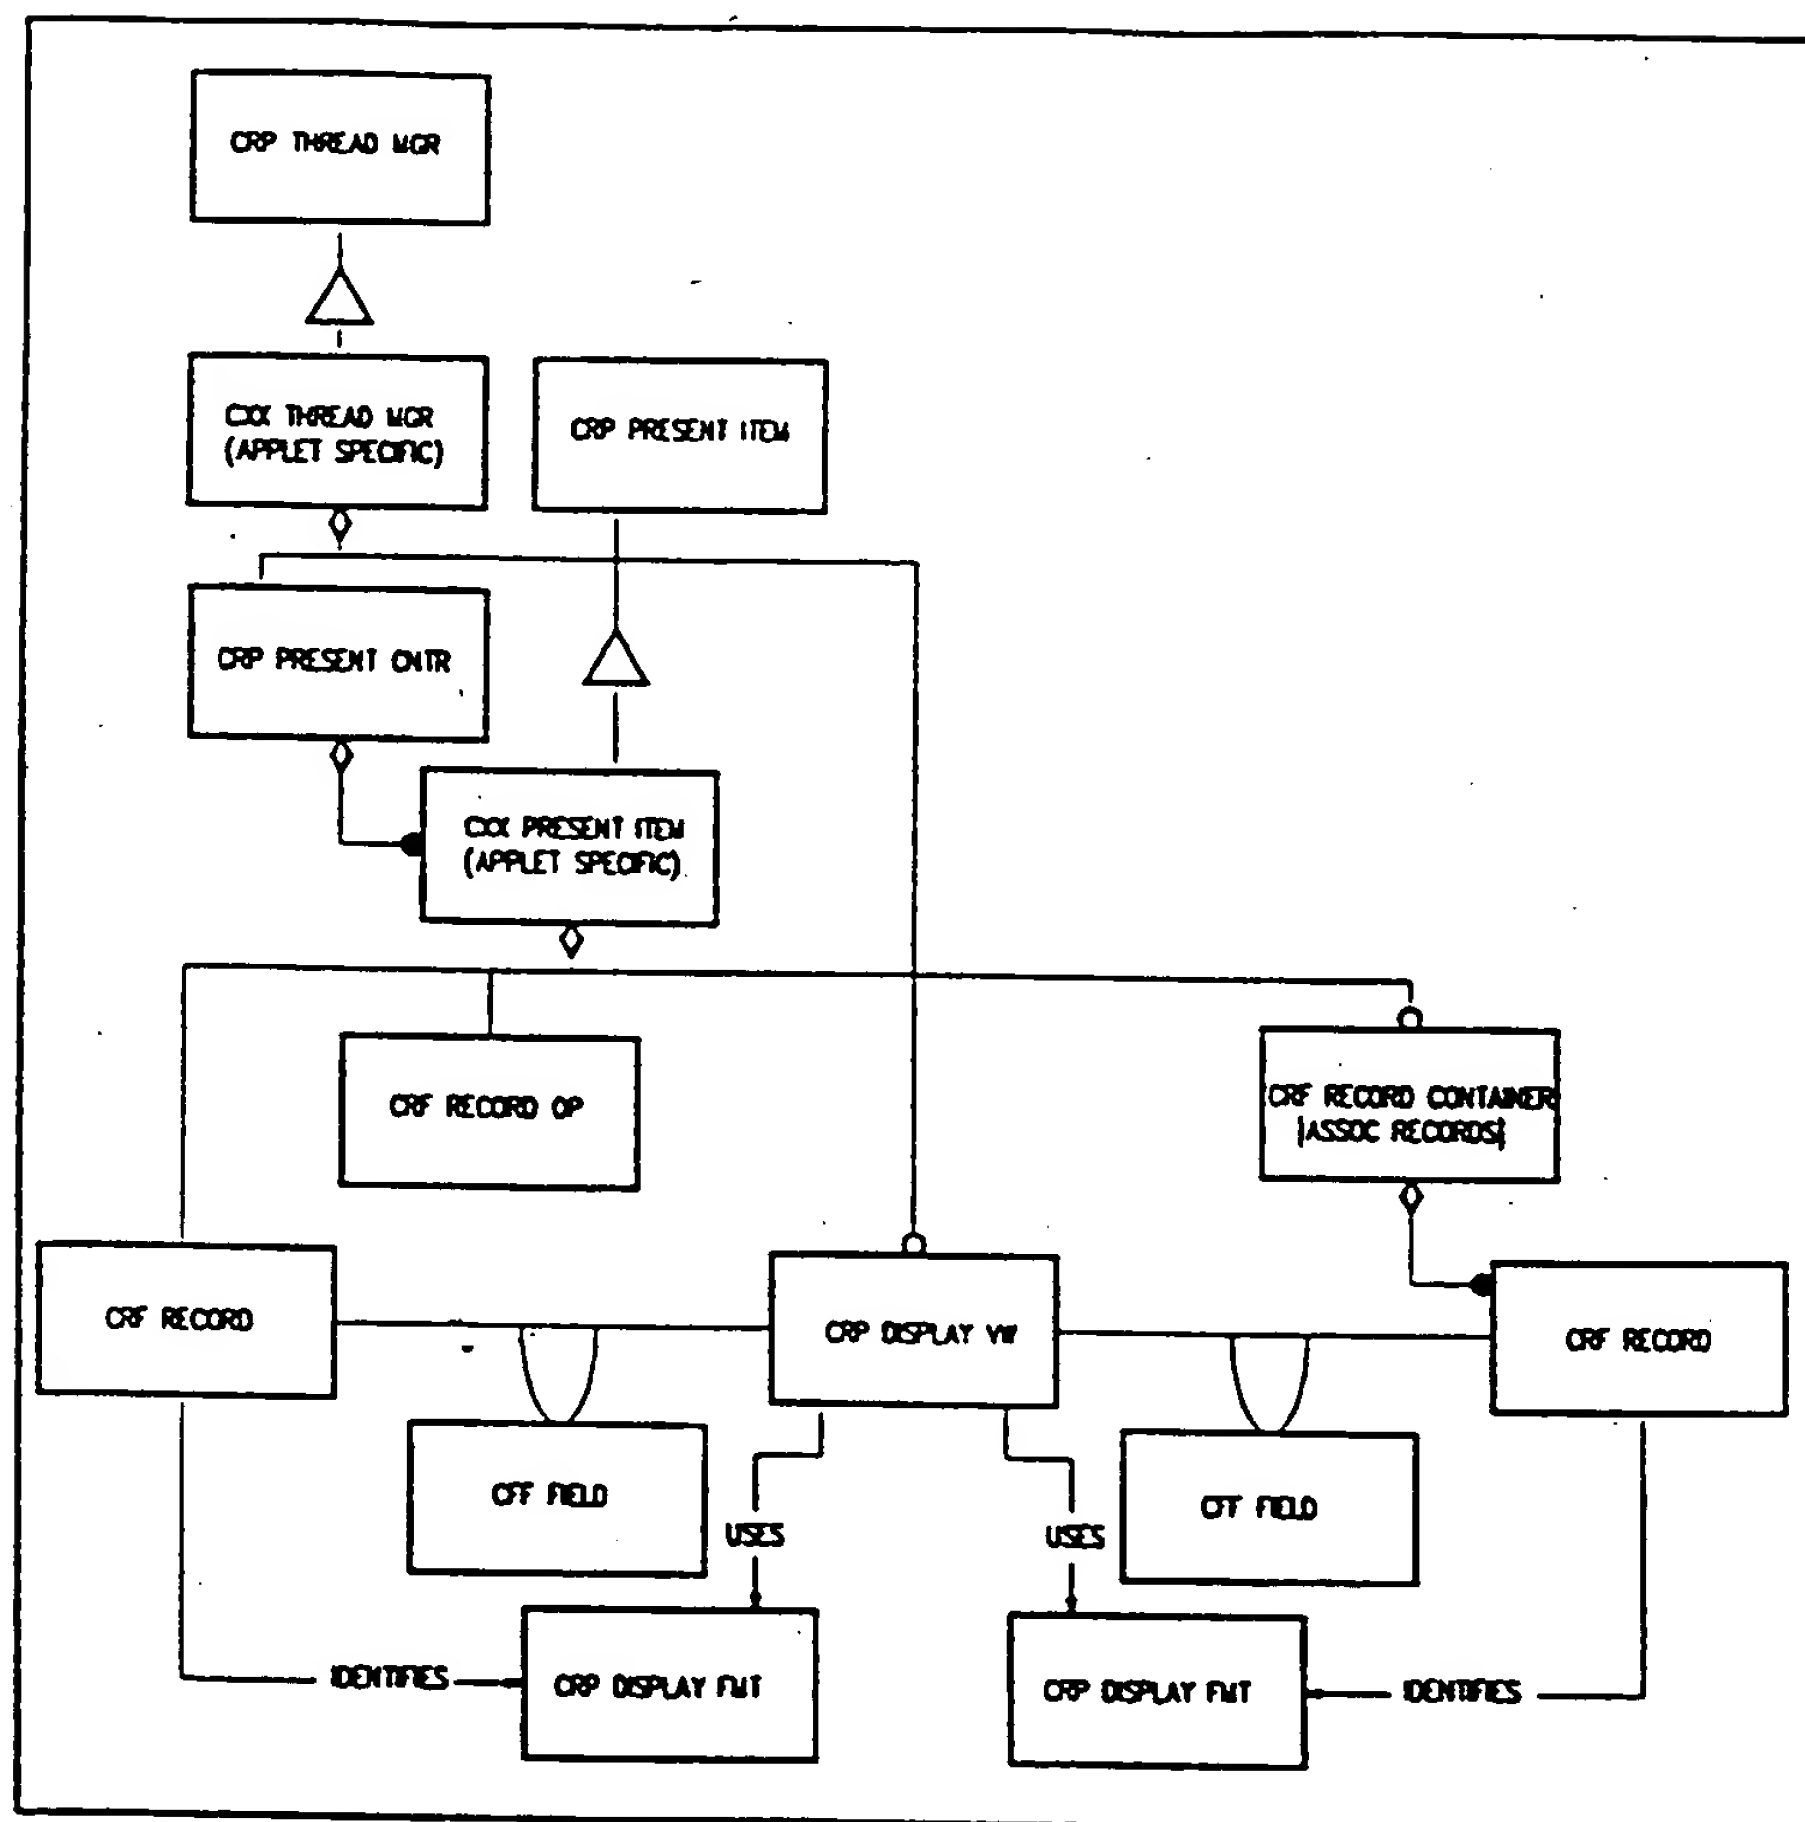 CRP THREAD MGR
CXX THREAD MGR
(APPLET SPECIFIC)
CRP PRESENT ITEM
CRP PRESENT CNTR
CXX PRESENT ITEM
(APPLET SPECIFIC)
CRF RECORD OP
CRF RECORD CONTAINER
|ASSOC RECORDS|
CRF RECORD
CRP DISPLAY VW
CRF RECORD
CFF FIELD
CFF FIELD
USES
USES
IDENTIFIES
CRP DISPLAY FMT
CRP DISPLAY FMT
IDENTIFIES